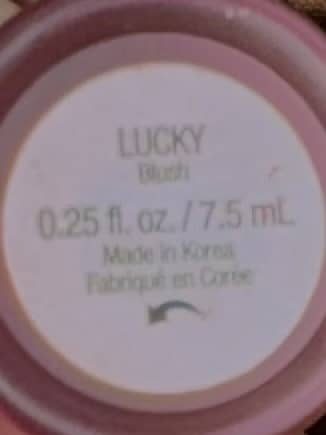 LUCKY
Blush
0.25 fl. oz. / 7.5 mL
Made in Korea
Fabriqué en Corée